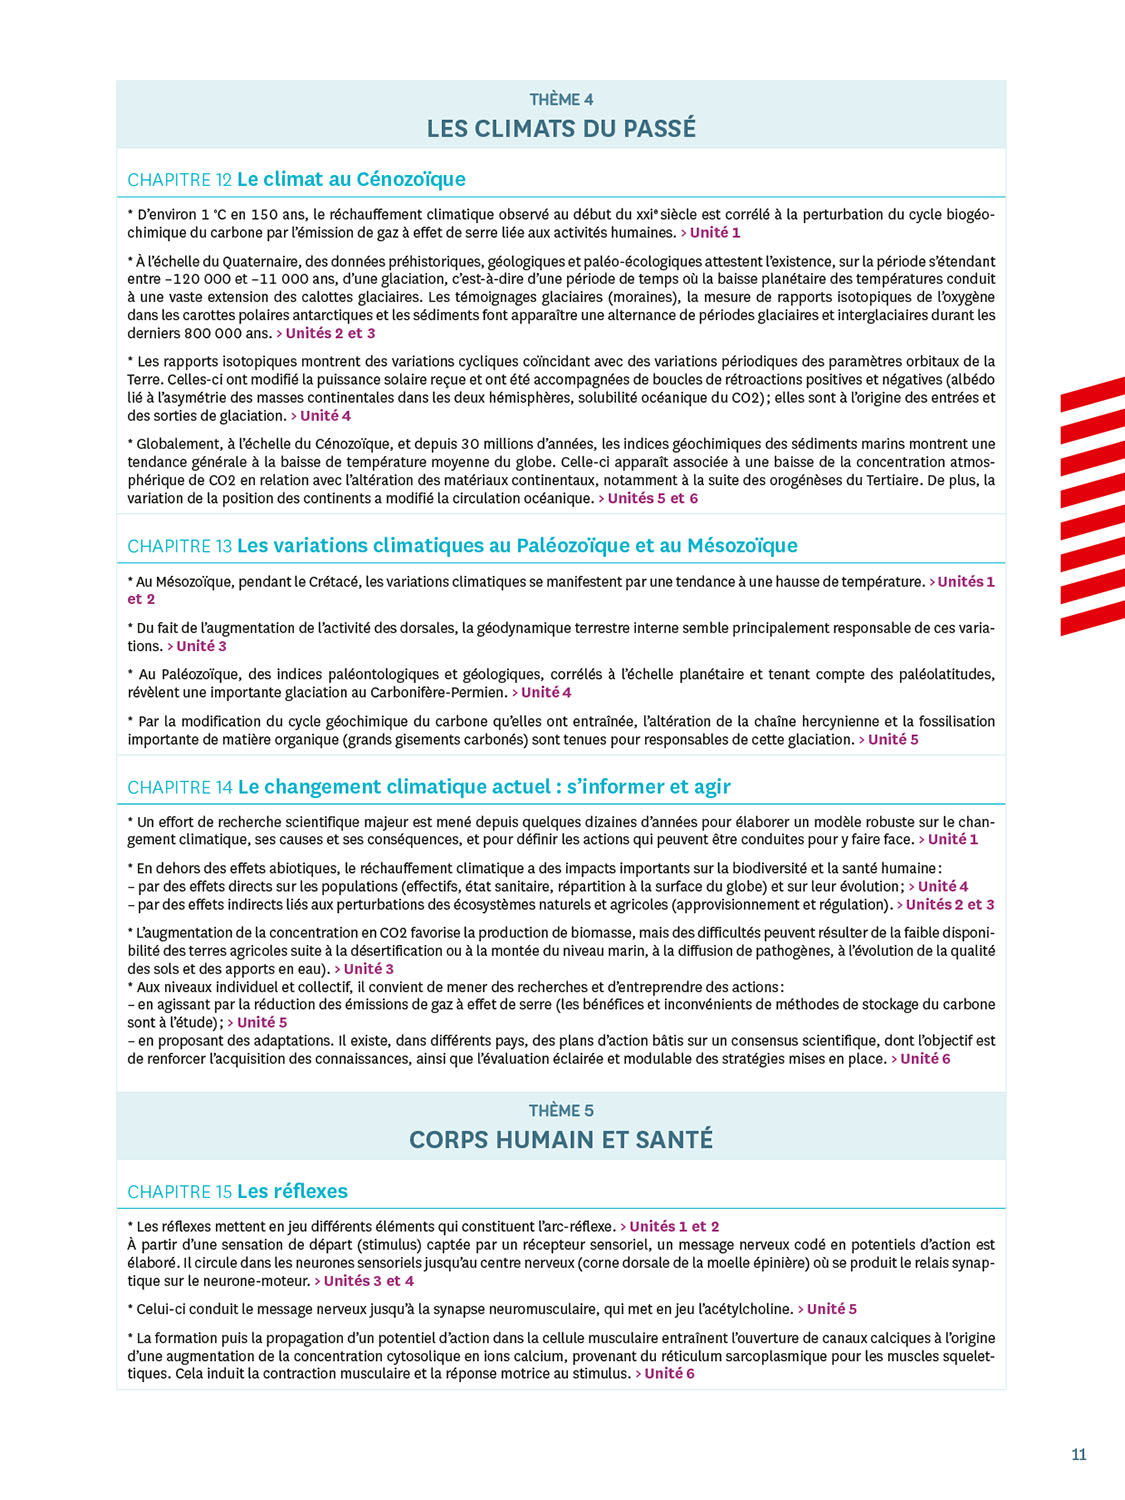 THÈME 4
LES CLIMATS DU PASSÉ
CHAPITRE 12 Le climat au Cénozoïque
* D’environ 1 °C en 150 ans, le réchauffement climatique observé au début du XXIe siècle est corrélé à la perturbation du cycle biogéo-
chimique du carbone par l’émission de gaz à effet de serre liée aux activités humaines. > Unité 1
* À l’échelle du Quaternaire, des données préhistoriques, géologiques et paléo-écologiques attestent l’existence, sur la période s’étendant
entre –120 000 et –11 000 ans, d’une glaciation, c’est-à-dire d’une période de temps où la baisse planétaire des températures conduit
à une vaste extension des calottes glaciaires. Les témoignages glaciaires (moraines), la mesure de rapports isotopiques de l’oxygène
dans les carottes polaires antarctiques et les sédiments font apparaître une alternance de périodes glaciaires et interglaciaires durant les
derniers 800 000 ans. > Unités 2 et 3
* Les rapports isotopiques montrent des variations cycliques coïncidant avec des variations périodiques des paramètres orbitaux de la
Terre. Celles-ci ont modifié la puissance solaire reçue et ont été accompagnées de boucles de rétroactions positives et négatives (albédo
lié à l’asymétrie des masses continentales dans les deux hémisphères, solubilité océanique du CO2) ; elles sont à l’origine des entrées et
des sorties de glaciation. > Unité 4
* Globalement, à l’échelle du Cénozoïque, et depuis 30 millions d’années, les indices géochimiques des sédiments marins montrent une
tendance générale à la baisse de température moyenne du globe. Celle-ci apparaît associée à une baisse de la concentration atmos-
phérique de CO2 en relation avec l’altération des matériaux continentaux, notamment à la suite des orogénèses du Tertiaire. De plus, la
variation de la position des continents a modifié la circulation océanique. > Unités 5 et 6
CHAPITRE 13 Les variations climatiques au Paléozoïque et au Mésozoïque
* Au Mésozoïque, pendant le Crétacé, les variations climatiques se manifestent par une tendance à une hausse de température. > Unités 1
et 2
* Du fait de l’augmentation de l’activité des dorsales, la géodynamique terrestre interne semble principalement responsable de ces varia-
tions. > Unité 3
* Au Paléozoïque, des indices paléontologiques et géologiques, corrélés à l’échelle planétaire et tenant compte des paléolatitudes,
révèlent une importante glaciation au Carbonifère-Permien. > Unité 4
* Par la modification du cycle géochimique du carbone qu’elles ont entraînée, l’altération de la chaîne hercynienne et la fossilisation
importante de matière organique (grands gisements carbonés) sont tenues pour responsables de cette glaciation. > Unité 5
CHAPITRE 14 Le changement climatique actuel : s’informer et agir
* Un effort de recherche scientifique majeur est mené depuis quelques dizaines d’années pour élaborer un modèle robuste sur le chan-
gement climatique, ses causes et ses conséquences, et pour définir les actions qui peuvent être conduites pour y faire face. > Unité 1
* En dehors des effets abiotiques, le réchauffement climatique a des impacts importants sur la biodiversité et la santé humaine :
– par des effets directs sur les populations (effectifs, état sanitaire, répartition à la surface du globe) et sur leur évolution ; > Unité 4
– par des effets indirects liés aux perturbations des écosystèmes naturels et agricoles (approvisionnement et régulation). > Unités 2 et 3
* L’augmentation de la concentration en CO2 favorise la production de biomasse, mais des difficultés peuvent résulter de la faible disponi-
bilité des terres agricoles suite à la désertification ou à la montée du niveau marin, à la diffusion de pathogènes, à l’évolution de la qualité
des sols et des apports en eau). > Unité 3
* Aux niveaux individuel et collectif, il convient de mener des recherches et d’entreprendre des actions :
– en agissant par la réduction des émissions de gaz à effet de serre (les bénéfices et inconvénients de méthodes de stockage du carbone
sont à l’étude) ; > Unité 5
– en proposant des adaptations. Il existe, dans différents pays, des plans d’action bâtis sur un consensus scientifique, dont l’objectif est
de renforcer l’acquisition des connaissances, ainsi que l’évaluation éclairée et modulable des stratégies mises en place. > Unité 6
THÈME 5
CORPS HUMAIN ET SANTÉ
CHAPITRE 15 Les réflexes
* Les réflexes mettent en jeu différents éléments qui constituent l’arc-réflexe. > Unités 1 et 2
À partir d’une sensation de départ (stimulus) captée par un récepteur sensoriel, un message nerveux codé en potentiels d’action est
élaboré. Il circule dans les neurones sensoriels jusqu’au centre nerveux (corne dorsale de la moelle épinière) où se produit le relais synap-
tique sur le neurone-moteur. > Unités 3 et 4
* Celui-ci conduit le message nerveux jusqu’à la synapse neuromusculaire, qui met en jeu l’acétylcholine. > Unité 5
* La formation puis la propagation d’un potentiel d’action dans la cellule musculaire entraînent l’ouverture de canaux calciques à l’origine
d’une augmentation de la concentration cytosolique en ions calcium, provenant du réticulum sarcoplasmique pour les muscles squelet-
tiques. Cela induit la contraction musculaire et la réponse motrice au stimulus. > Unité 6
11